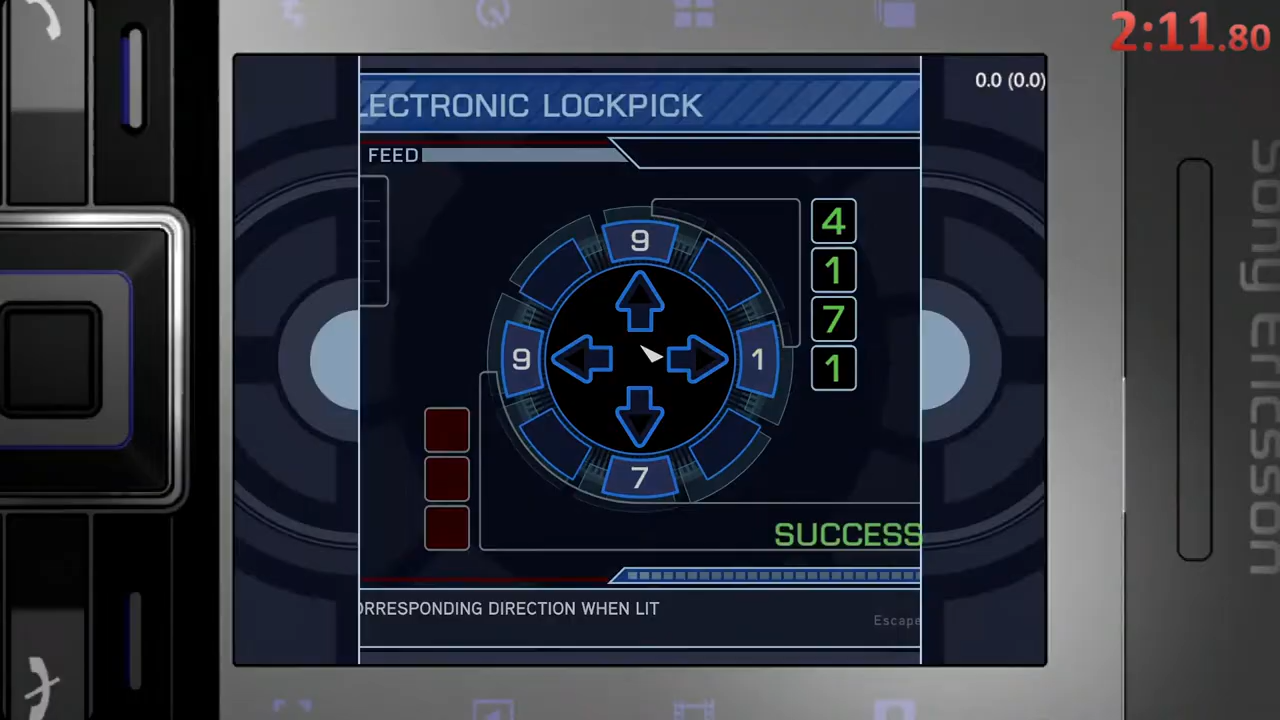 2:11.80
0.0 (0.0)
LECTRONIC LOCKPICK
FEED
9
9
1
7
4
1
7
1
SUCCESS
ORRESPONDING DIRECTION WHEN LIT
Escape
Sony Ericsson